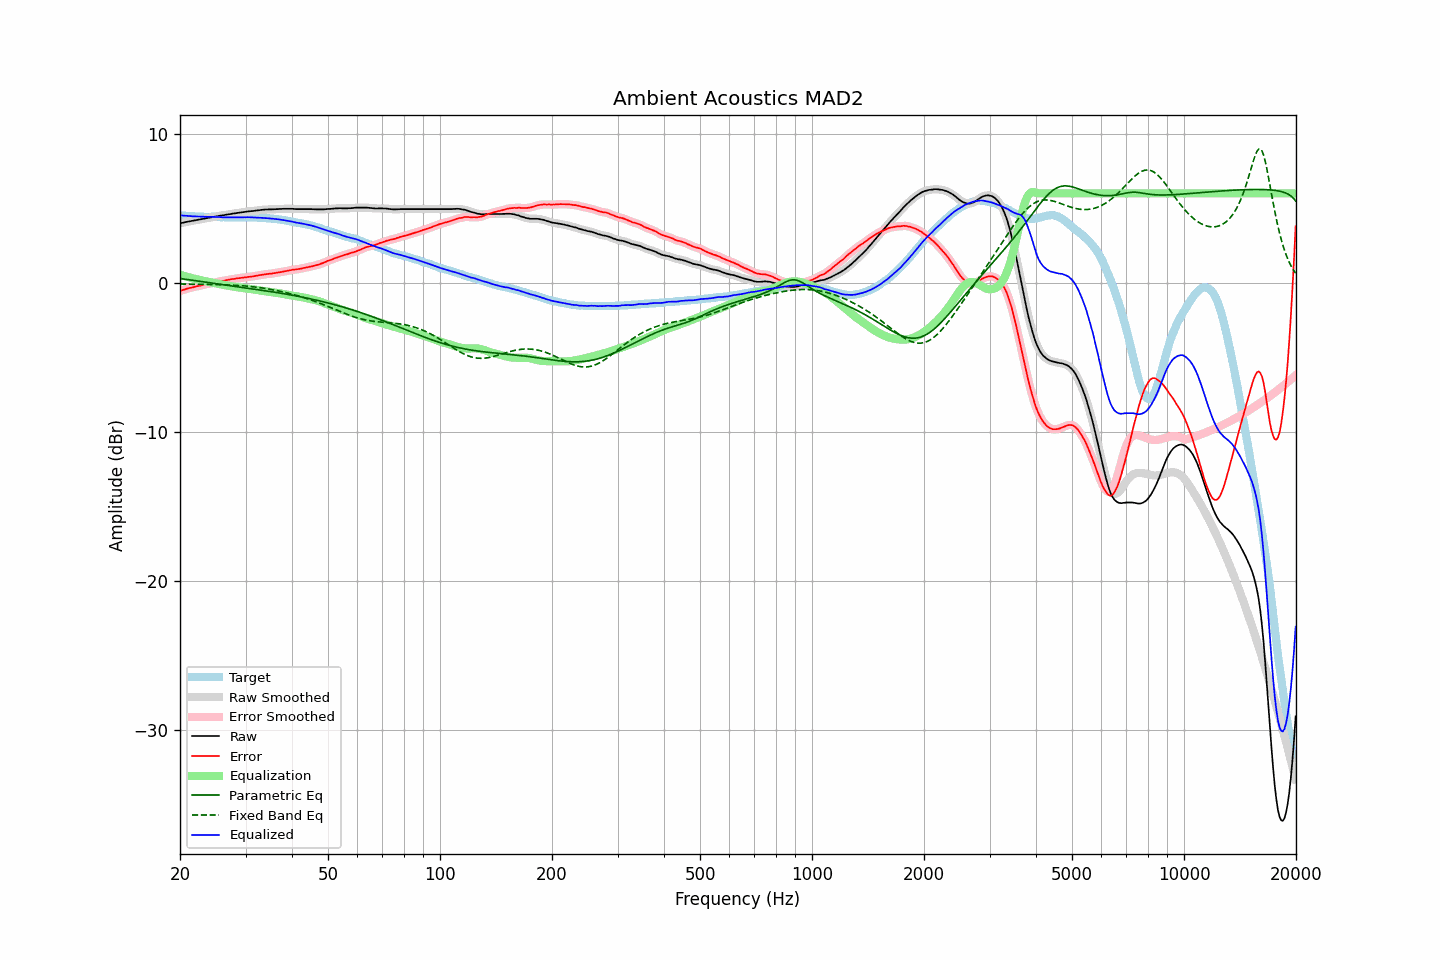 Ambient Acoustics MAD2
Amplitude (dBr)
10
0
−10
−20
−30
Target
Raw Smoothed
Error Smoothed
Raw
Error
Equalization
Parametric Eq
Fixed Band Eq
Equalized
20 50 100 200 500 1000 2000 5000 10000 20000
Frequency (Hz)